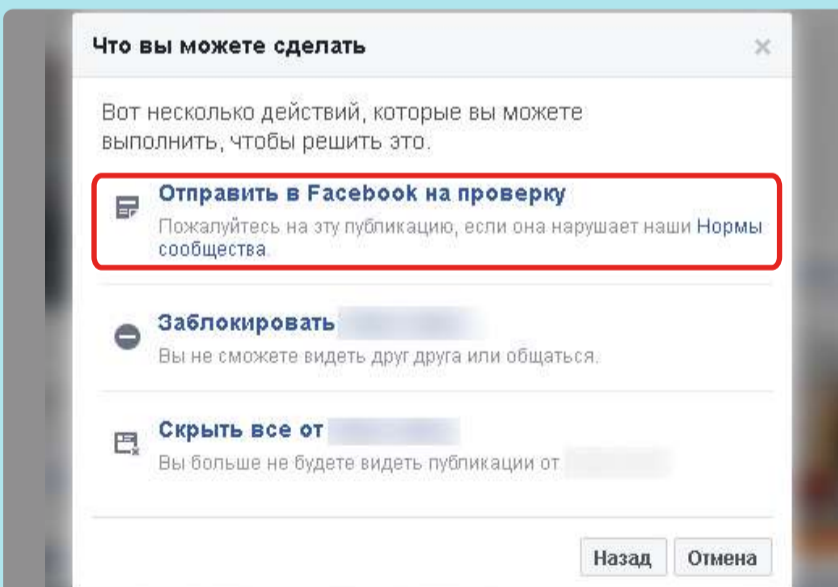 Что вы можете сделать
Вот несколько действий, которые вы можете
выполнить, чтобы решить это.
Отправить в Facebook на проверку
Пожалуйтесь на эту публикацию, если она нарушает наши Нормы
сообщества.
Заблокировать
Вы не сможете видеть друг друга или общаться.
Скрыть все от
Вы больше не будете видеть публикации от
Назад Отмена